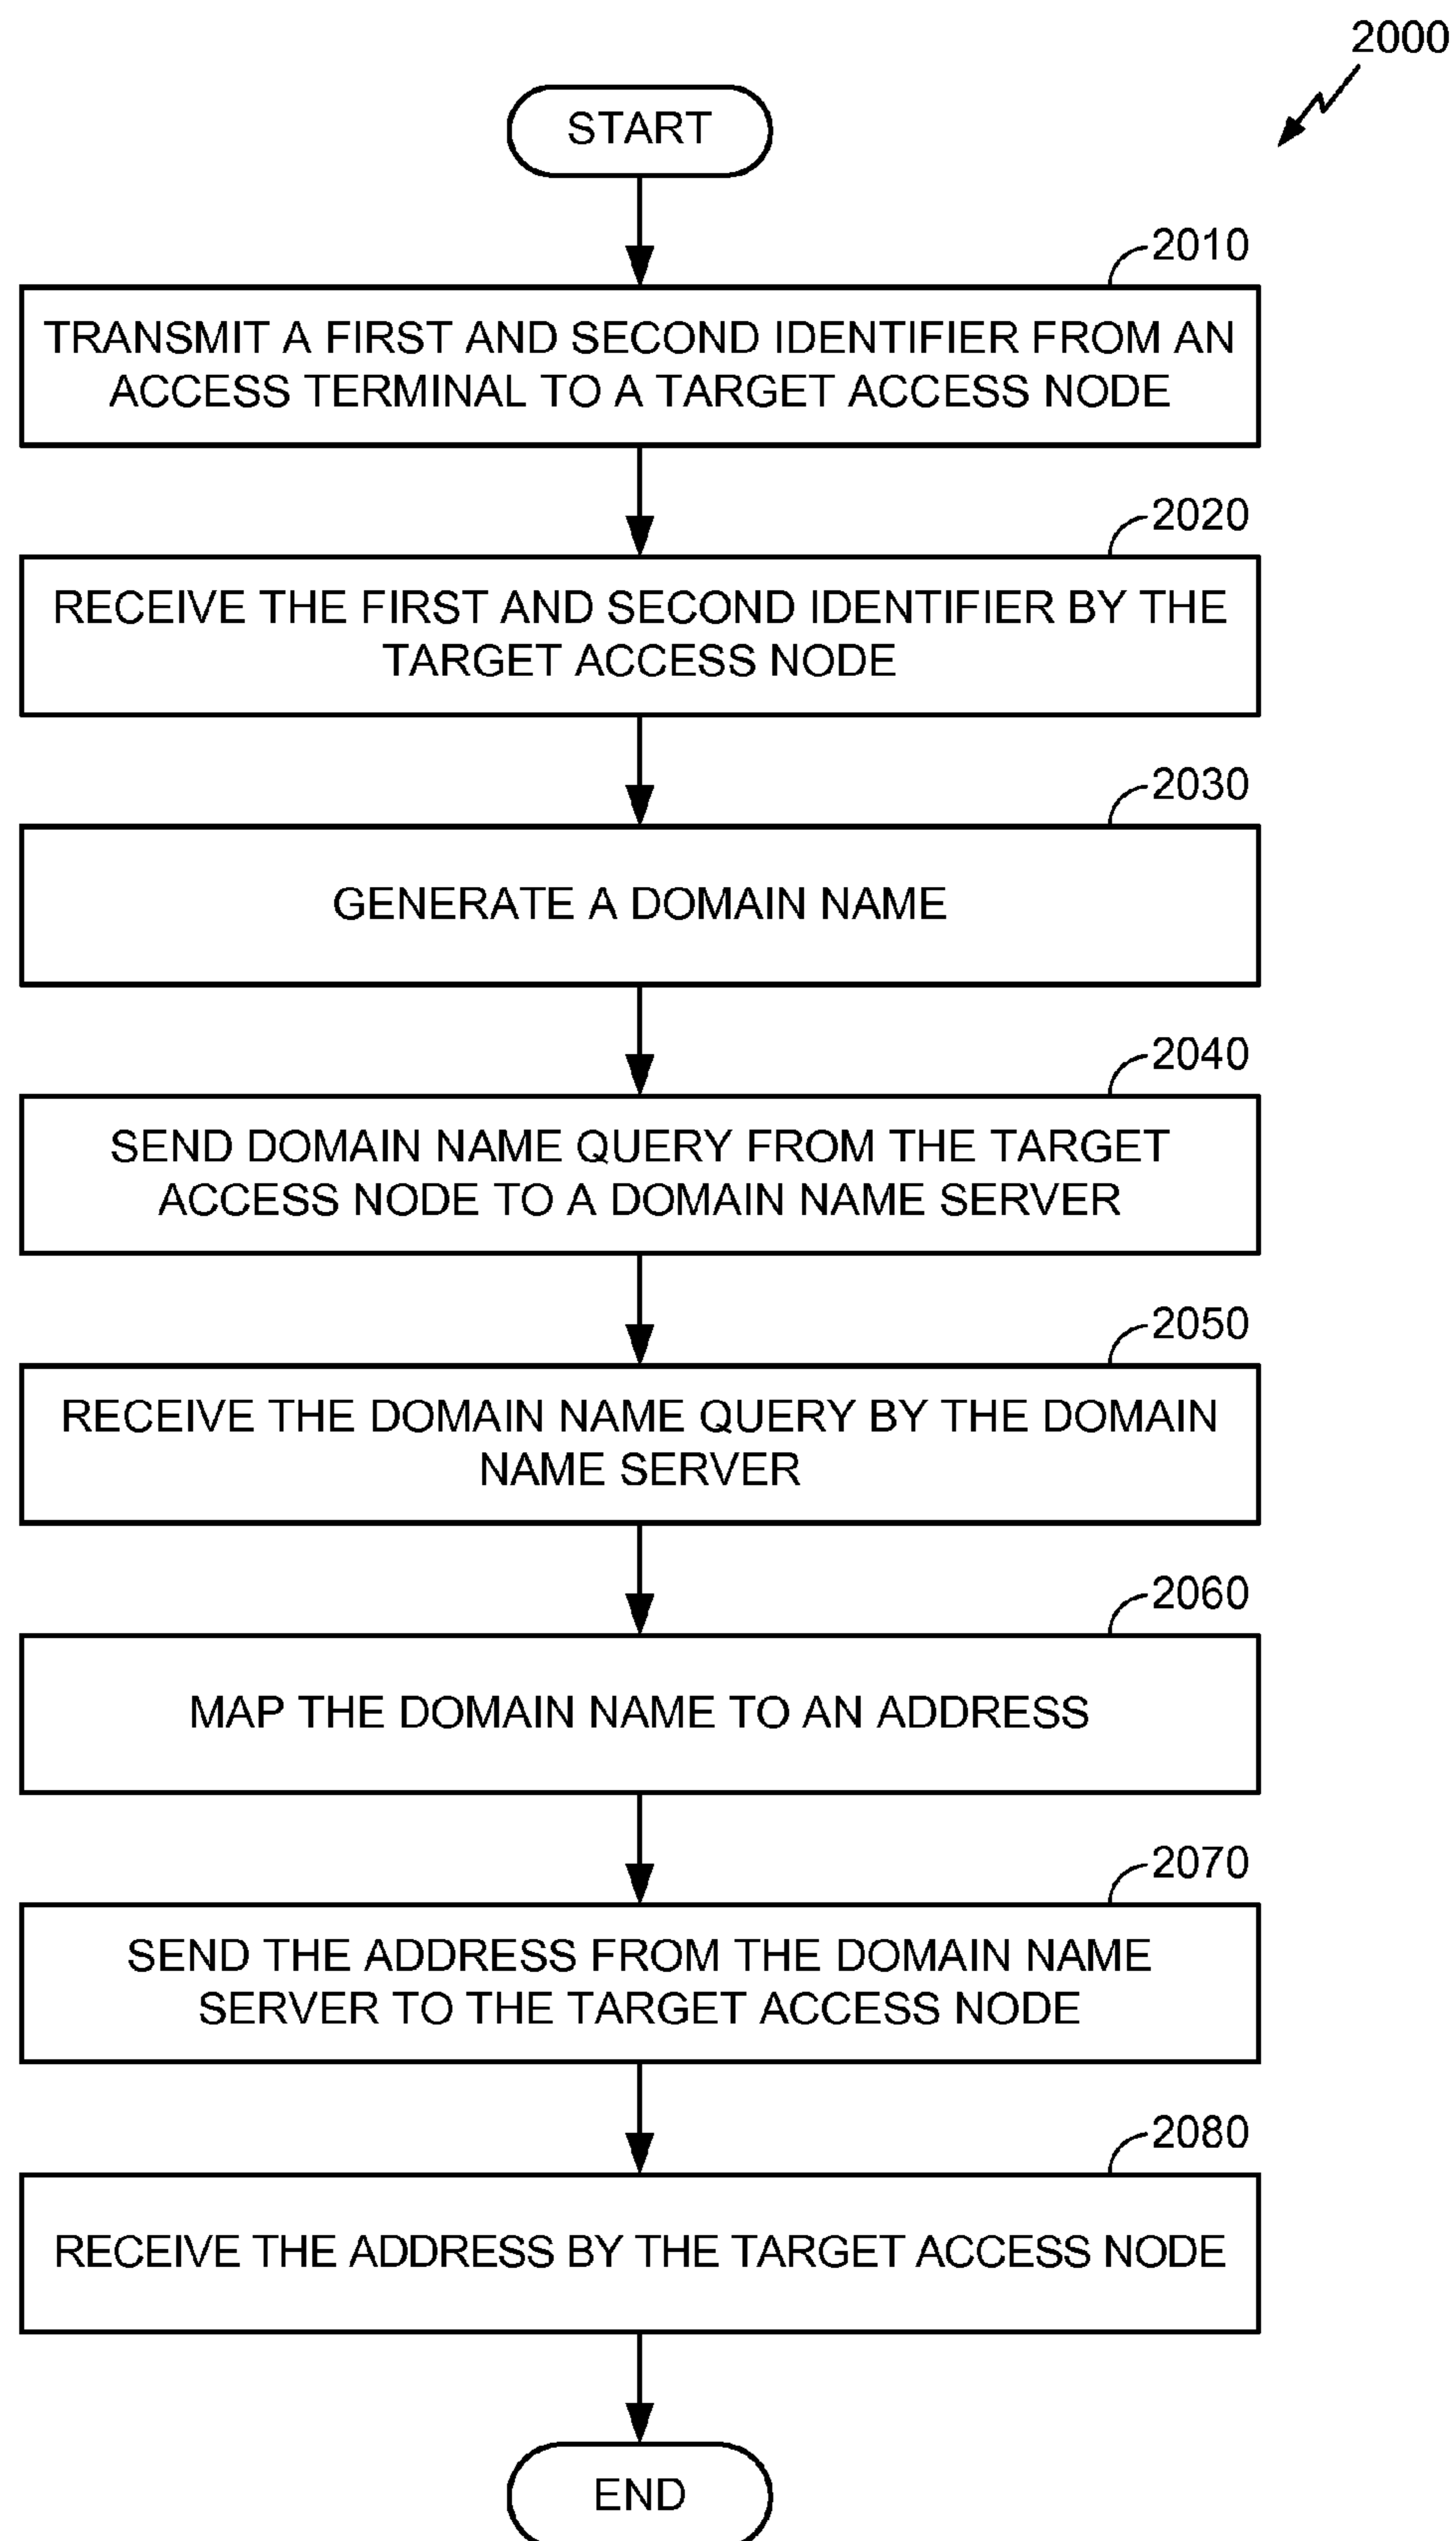 2000
START
2010
TRANSMIT A FIRST AND SECOND IDENTIFIER FROM AN
ACCESS TERMINAL TO A TARGET ACCESS NODE
2020
RECEIVE THE FIRST AND SECOND IDENTIFIER BY THE
TARGET ACCESS NODE
2030
GENERATE A DOMAIN NAME
2040
SEND DOMAIN NAME QUERY FROM THE TARGET
ACCESS NODE TO A DOMAIN NAME SERVER
2050
RECEIVE THE DOMAIN NAME QUERY BY THE DOMAIN
NAME SERVER
2060
MAP THE DOMAIN NAME TO AN ADDRESS
2070
SEND THE ADDRESS FROM THE DOMAIN NAME
SERVER TO THE TARGET ACCESS NODE
2080
RECEIVE THE ADDRESS BY THE TARGET ACCESS NODE
END